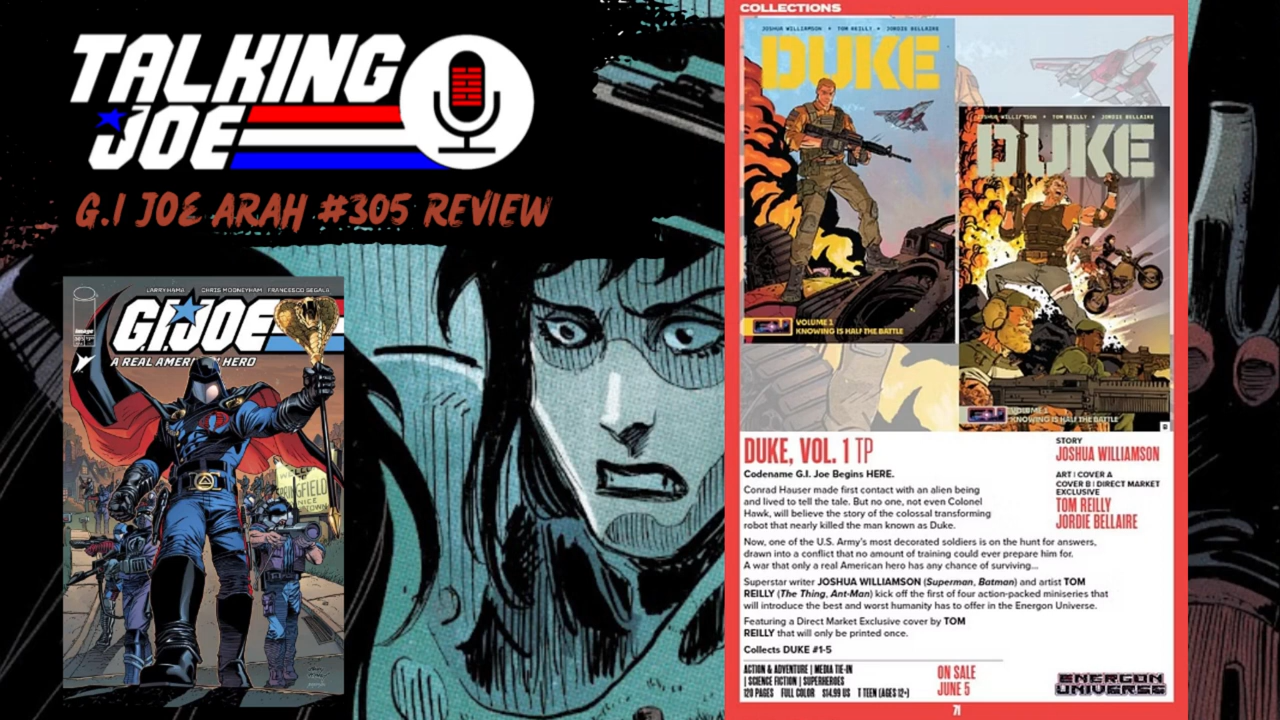 TALKING
JOE
G.I JOE ARAH #305 REVIEW
LARRY HAMA CHRIS MOONEYHAM FRANCESCO SEGALA
image
G.I.JOE
A REAL AMERICAN HERO
SPRINGFIELD
NICE
COLLECTIONS
JOSHUA WILLIAMSON • TOM REILLY • JORDIE BELLAIRE
DUKE
VOLUME 1
KNOWING IS HALF THE BATTLE
JOSHUA WILLIAMSON • TOM REILLY • JORDIE BELLAIRE
DUKE
VOLUME 1
KNOWING IS HALF THE BATTLE
B
DUKE, VOL. 1 TP
Codename G.I. Joe Begins HERE.
Conrad Hauser made first contact with an alien being
and lived to tell the tale. But no one, not even Colonel
Hawk, will believe the story of the colossal transforming
robot that nearly killed the man known as Duke.
Now, one of the U.S. Army's most decorated soldiers is on the hunt for answers,
drawn into a conflict that no amount of training could ever prepare him for.
A war that only a real American hero has any chance of surviving...
Superstar writer JOSHUA WILLIAMSON (Superman, Batman) and artist TOM
REILLY (The Thing, Ant-Man) kick off the first of four action-packed miniseries that
will introduce the best and worst humanity has to offer in the Energon Universe.
Featuring a Direct Market Exclusive cover by TOM
REILLY that will only be printed once.
Collects DUKE #1-5
STORY
JOSHUA WILLIAMSON
ART | COVER A
COVER B | DIRECT MARKET
EXCLUSIVE
TOM REILLY
JORDIE BELLAIRE
ACTION & ADVENTURE | MEDIA TIE-IN
| SCIENCE FICTION | SUPERHEROES
120 PAGES FULL COLOR $14.99 US T TEEN (AGES 12+)
ON SALE
JUNE 5
ENERGON
UNIVERSE
71